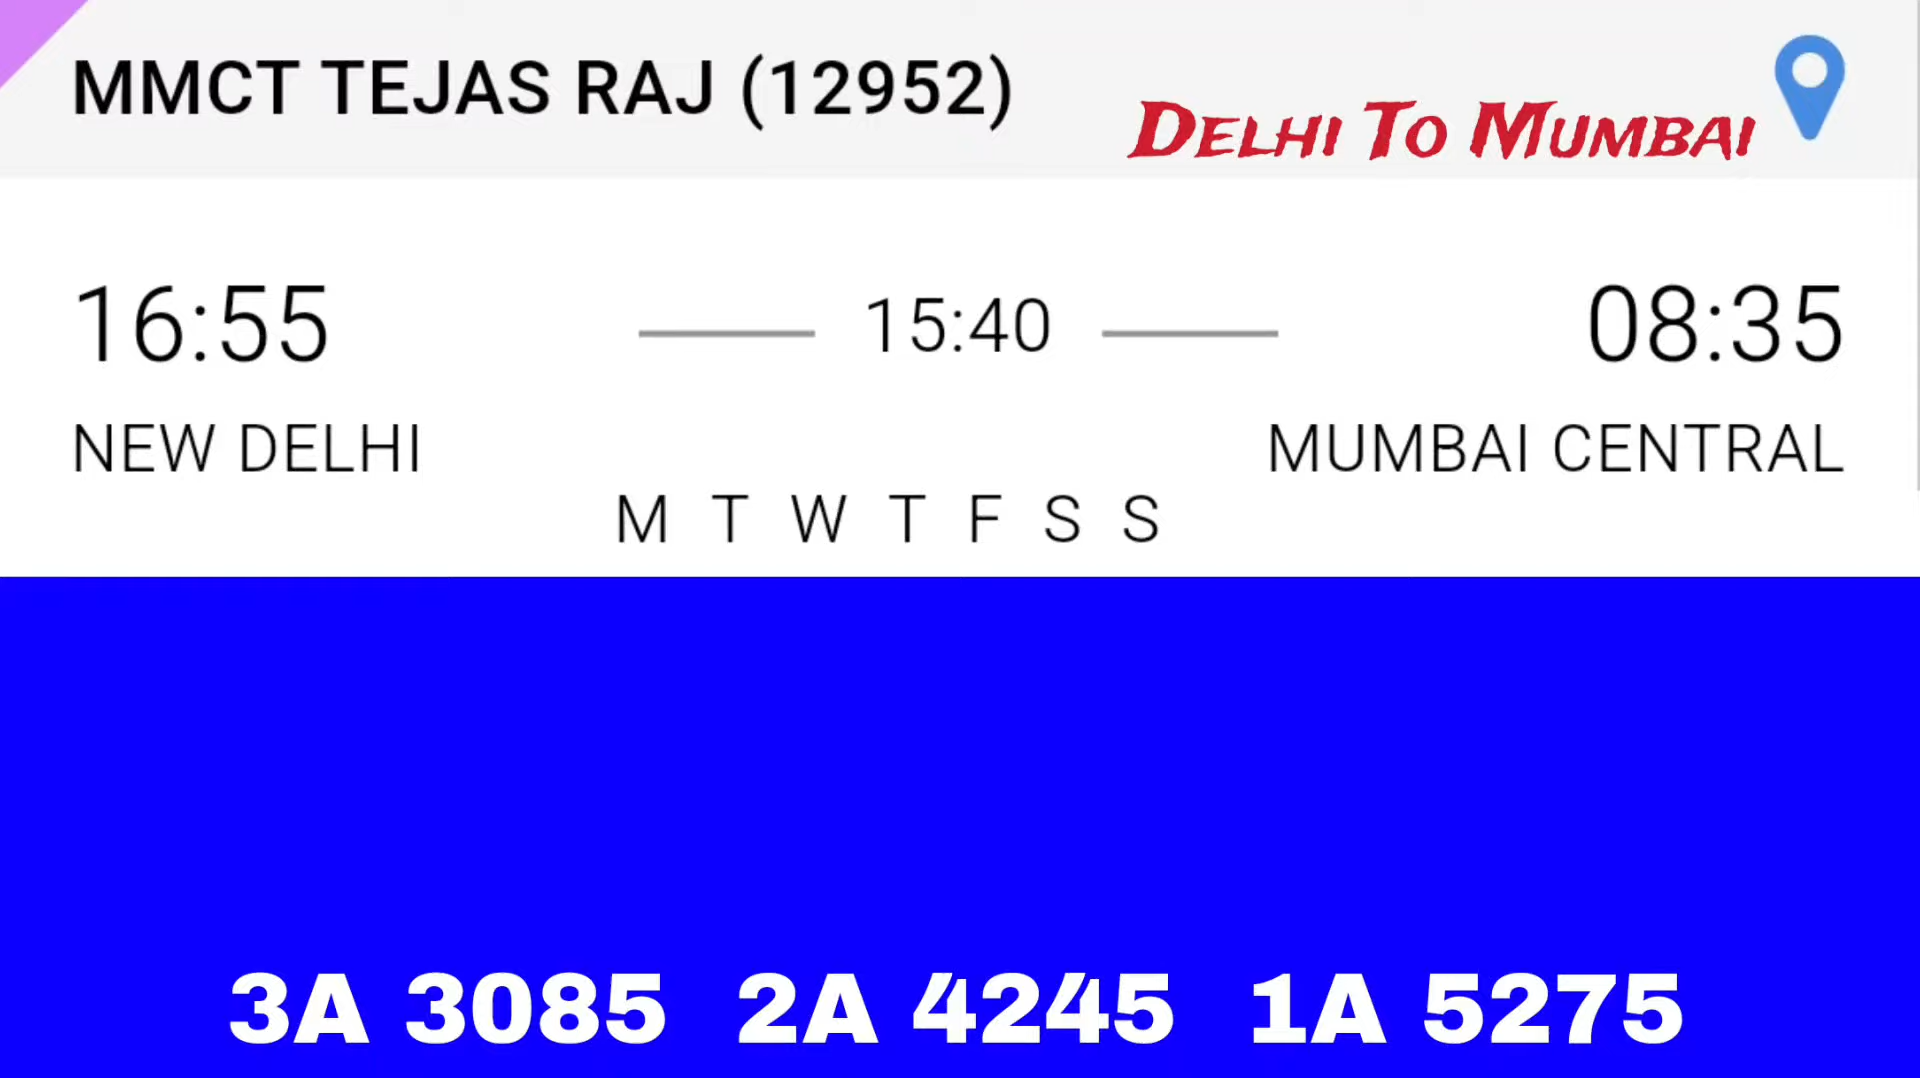 MMCT TEJAS RAJ (12952)
DELHI TO MUMBAI
16:55 15:40 08:35
NEW DELHI MUMBAI CENTRAL
M T W T F S S
3A 3085 2A 4245 1A 5275